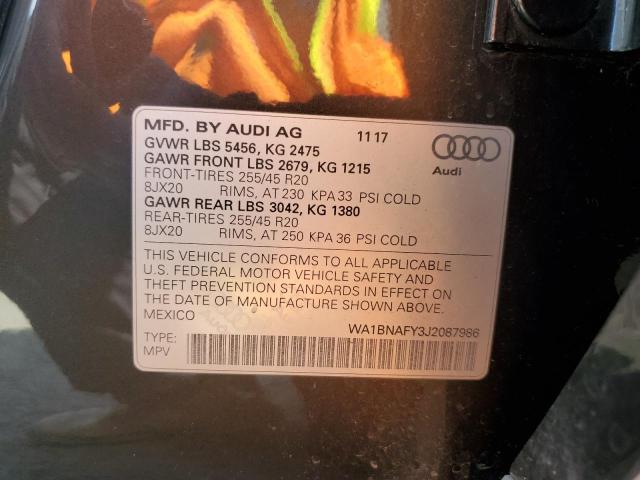 MFD. BY AUDI AG 11 17
GVWR LBS 5456, KG 2475
GAWR FRONT LBS 2679, KG 1215
FRONT-TIRES 255/45 R20
8JX20 RIMS, AT 230 KPA 33 PSI COLD
GAWR REAR LBS 3042, KG 1380
REAR-TIRES 255/45 R20
8JX20 RIMS, AT 250 KPA 36 PSI COLD
Audi
THIS VEHICLE CONFORMS TO ALL APPLICABLE
U.S. FEDERAL MOTOR VEHICLE SAFETY AND
THEFT PREVENTION STANDARDS IN EFFECT ON
THE DATE OF MANUFACTURE SHOWN ABOVE.
MEXICO
WA1BNAFY3J2087986
TYPE:
MPV